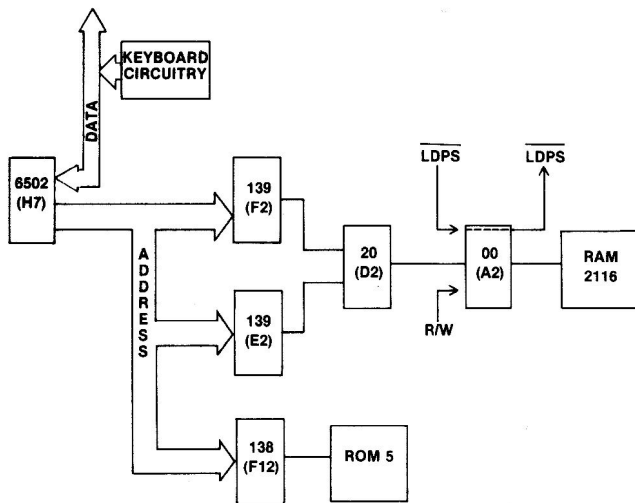 KEYBOARD
CIRCUITRY
DATA
6502
(H7)
ADDRESS
139
(F2)
139
(E2)
138
(F12)
ROM 5
20
(D2)
LDPS
LDPS
00
(A2)
R/W
RAM
2116